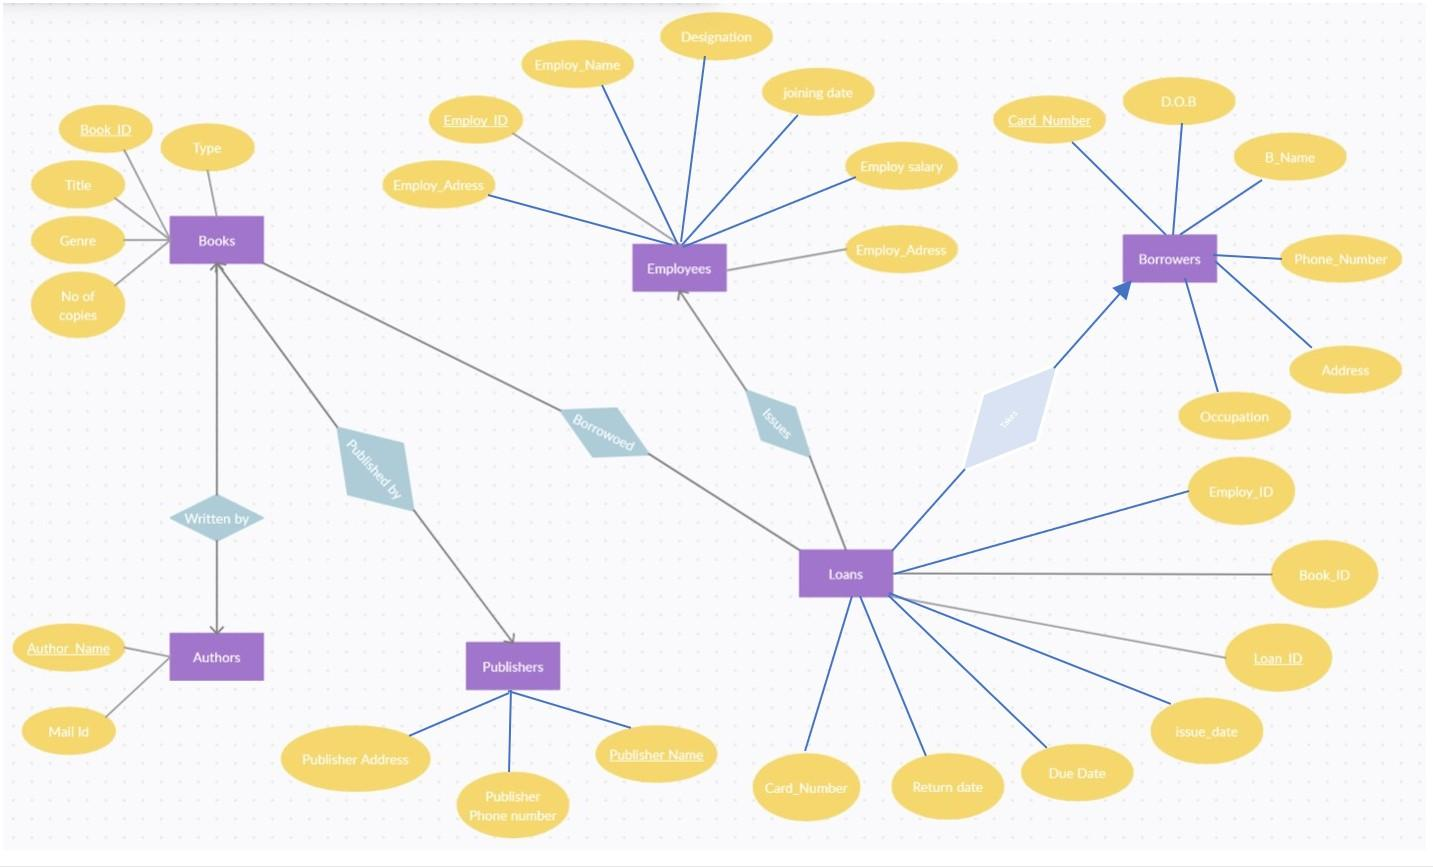 Designation
Employ_Name
joining date
Employ_ID
Employ salary
Employ_Adress
Employ_Adress
Employees
Book_ID
Type
Title
Genre
No of
copies
Books
Card_Number
D.O.B
B_Name
Phone_Number
Borrowers
Address
Occupation
Borrowoed
Issues
Takes
Published by
Written by
Employ_ID
Book_ID
Loans
Loan_ID
issue_date
Due Date
Return date
Card_Number
Author_Name
Authors
Mail Id
Publishers
Publisher Address
Publisher Name
Publisher
Phone number